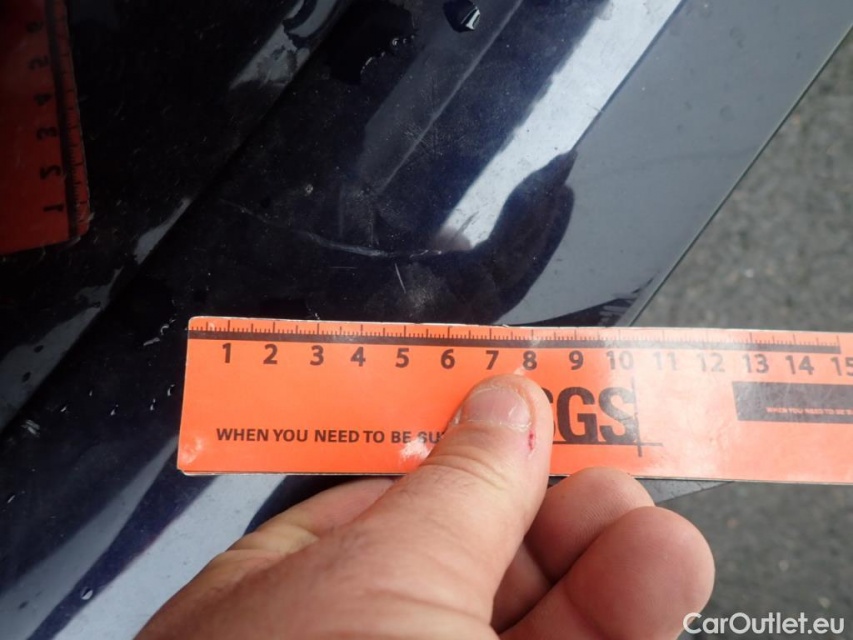 1 2 3 4 5 6 7 8 9 10 11 12 13 14 15
WHEN YOU NEED TO BE SU
SGS
CarOutlet.eu